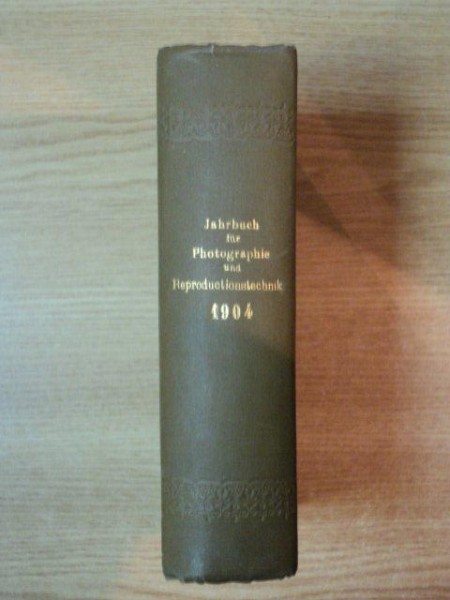 Jahrbuch
für
Photographie
und
Reproductionstechnik
1904